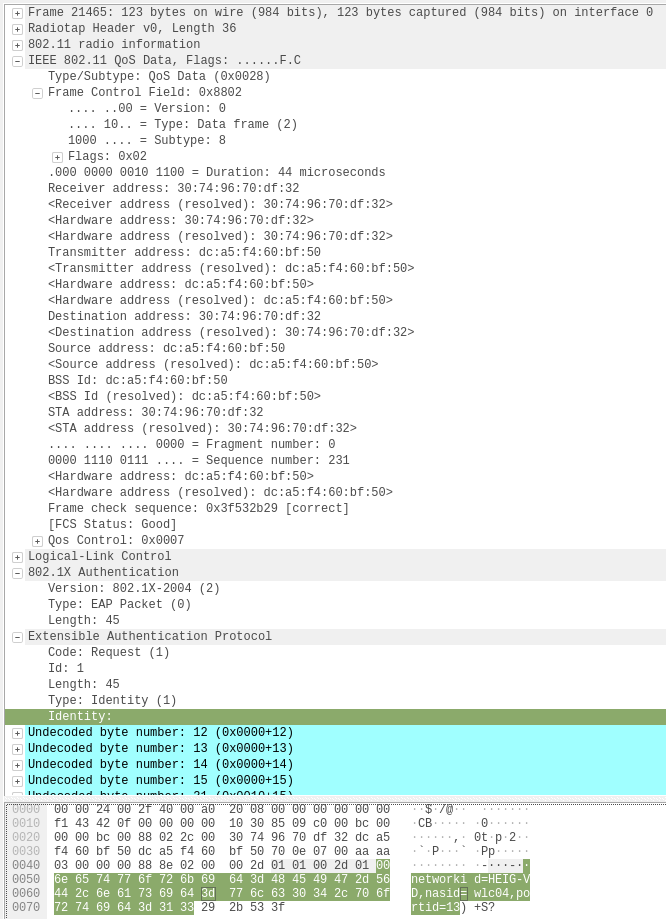 Frame 21465: 123 bytes on wire (984 bits), 123 bytes captured (984 bits) on interface 0
Radiotap Header v0, Length 36
802.11 radio information
IEEE 802.11 QoS Data, Flags: ......F.C
Type/Subtype: QoS Data (0x0028)
Frame Control Field: 0x8802
.... ..00 = Version: 0
.... 10.. = Type: Data frame (2)
1000 .... = Subtype: 8
Flags: 0x02
.000 0000 0010 1100 = Duration: 44 microseconds
Receiver address: 30:74:96:70:df:32
<Receiver address (resolved): 30:74:96:70:df:32>
<Hardware address: 30:74:96:70:df:32>
<Hardware address (resolved): 30:74:96:70:df:32>
Transmitter address: dc:a5:f4:60:bf:50
<Transmitter address (resolved): dc:a5:f4:60:bf:50>
<Hardware address: dc:a5:f4:60:bf:50>
<Hardware address (resolved): dc:a5:f4:60:bf:50>
Destination address: 30:74:96:70:df:32
<Destination address (resolved): 30:74:96:70:df:32>
Source address: dc:a5:f4:60:bf:50
<Source address (resolved): dc:a5:f4:60:bf:50>
BSS Id: dc:a5:f4:60:bf:50
<BSS Id (resolved): dc:a5:f4:60:bf:50>
STA address: 30:74:96:70:df:32
<STA address (resolved): 30:74:96:70:df:32>
.... .... .... 0000 = Fragment number: 0
0000 1110 0111 .... = Sequence number: 231
<Hardware address: dc:a5:f4:60:bf:50>
<Hardware address (resolved): dc:a5:f4:60:bf:50>
Frame check sequence: 0x3f532b29 [correct]
[FCS Status: Good]
Qos Control: 0x0007
Logical-Link Control
802.1X Authentication
Version: 802.1X-2004 (2)
Type: EAP Packet (0)
Length: 45
Extensible Authentication Protocol
Code: Request (1)
Id: 1
Length: 45
Type: Identity (1)
Identity:
Undecoded byte number: 12 (0x0000+12)
Undecoded byte number: 13 (0x0000+13)
Undecoded byte number: 14 (0x0000+14)
Undecoded byte number: 15 (0x0000+15)
0000 00 00 24 00 2f 40 00 a0 20 08 00 00 00 00 00 00 ··$·/@·· ·······
0010 f1 43 42 0f 00 00 00 00 10 30 85 09 c0 00 bc 00 ·CB····· ·0······
0020 00 00 bc 00 88 02 2c 00 30 74 96 70 df 32 dc a5 ······,· 0t·p·2··
0030 f4 60 bf 50 dc a5 f4 60 bf 50 70 0e 07 00 aa aa ·`·P···` ·Pp·····
0040 03 00 00 00 88 8e 02 00 00 2d 01 01 00 2d 01 00 ········ ·-···-··
0050 6e 65 74 77 6f 72 6b 69 64 3d 48 45 49 47 2d 56 networki d=HEIG-V
0060 44 2c 6e 61 73 69 64 3d 77 6c 63 30 34 2c 70 6f D,nasid= wlc04,po
0070 72 74 69 64 3d 31 33 29 2b 53 3f rtid=13) +S?